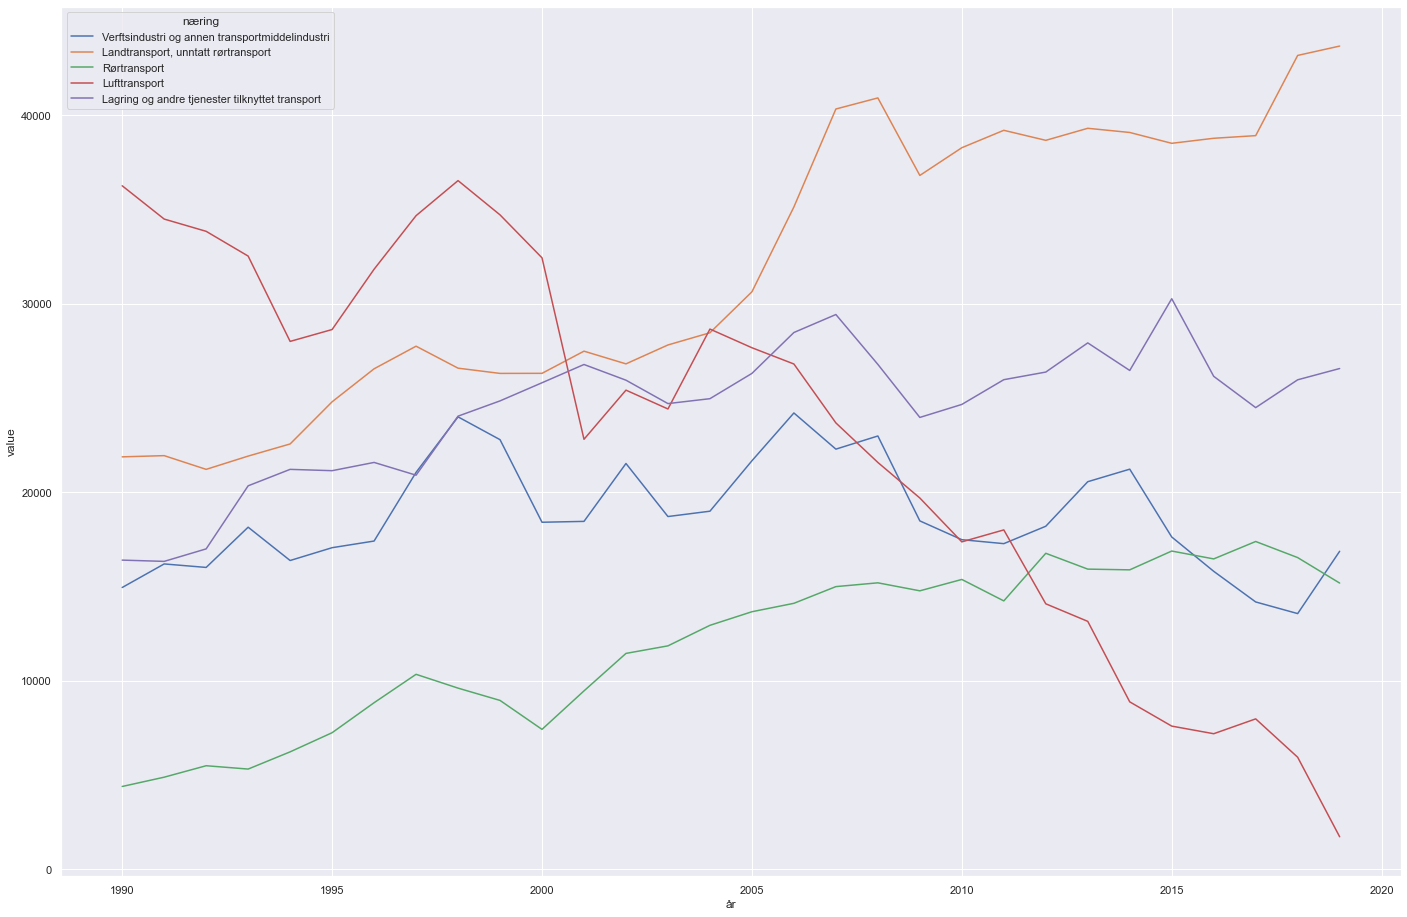 næring
Verftsindustri og annen transportmiddelindustri
Landtransport, unntatt rørtransport
Rørtransport
Lufttransport
Lagring og andre tjenester tilknyttet transport
value
40000
30000
20000
10000
0
1990
1995
2000
2005
2010
2015
2020
år